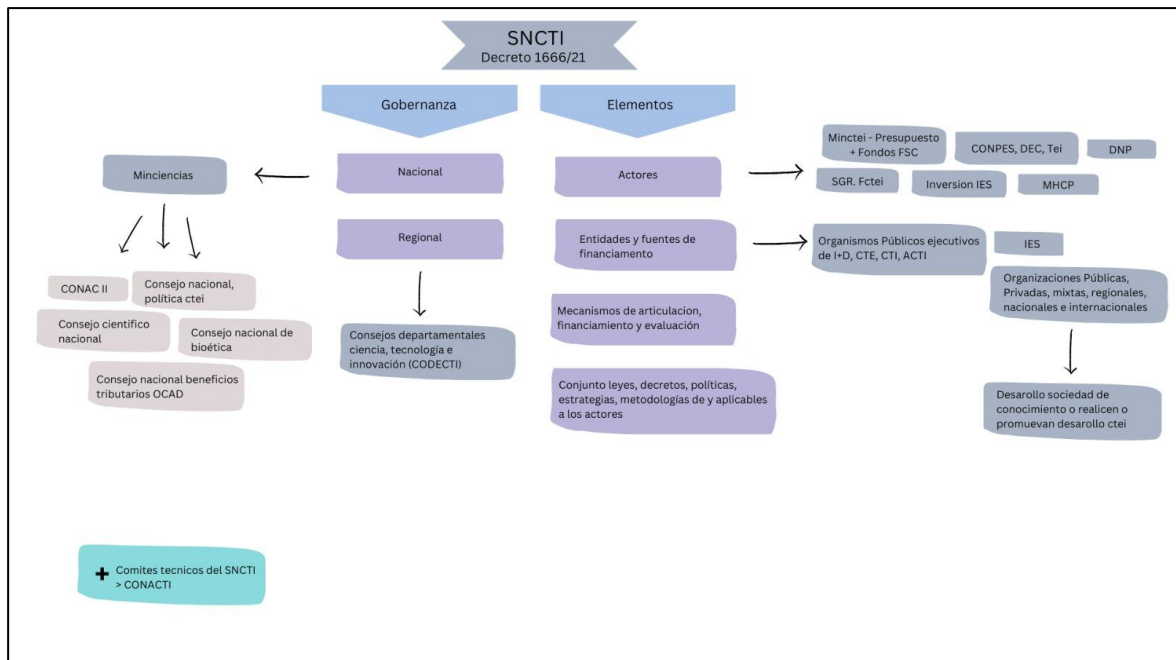 SNCTI
Decreto 1666/21
Gobernanza
Elementos
Minciencias
Nacional
Actores
Minctei - Presupuesto
+ Fondos FSC
CONPES, DEC, Tei
DNP
SGR. Fctei
Inversion IES
MHCP
Regional
Entidades y fuentes de
financiamento
Organismos Públicos ejecutivos
de I+D, CTE, CTI, ACTI
IES
Organizaciones Públicas,
Privadas, mixtas, regionales,
nacionales e internacionales
CONAC II
Consejo nacional,
política ctei
Consejo científico
nacional
Consejo nacional de
bioética
Consejo nacional beneficios
tributarios OCAD
Consejos departamentales
ciencia, tecnología e
innovación (CODECTI)
Mecanismos de articulacion,
financiamiento y evaluación
Conjunto leyes, decretos, políticas,
estrategias, metodologías de y aplicables
a los actores
Desarollo sociedad de
conocimiento o realicen o
promuevan desarollo ctei
+ Comites tecnicos del SNCTI
> CONACTI